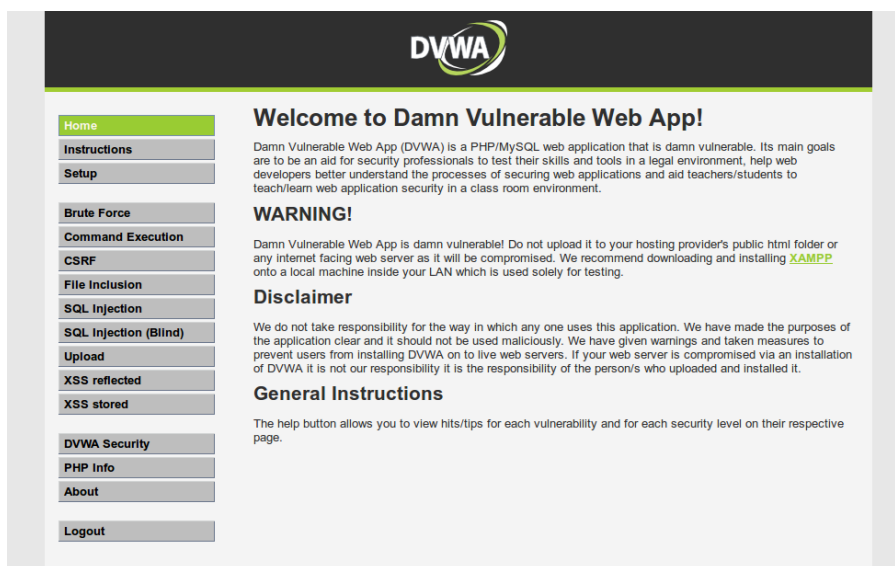 DVWA
Home
Instructions
Setup
Brute Force
Command Execution
CSRF
File Inclusion
SQL Injection
SQL Injection (Blind)
Upload
XSS reflected
XSS stored
DVWA Security
PHP Info
About
Logout
Welcome to Damn Vulnerable Web App!
Damn Vulnerable Web App (DVWA) is a PHP/MySQL web application that is damn vulnerable. Its main goals
are to be an aid for security professionals to test their skills and tools in a legal environment, help web
developers better understand the processes of securing web applications and aid teachers/students to
teach/learn web application security in a class room environment.
WARNING!
Damn Vulnerable Web App is damn vulnerable! Do not upload it to your hosting provider's public html folder or
any internet facing web server as it will be compromised. We recommend downloading and installing XAMPP
onto a local machine inside your LAN which is used solely for testing.
Disclaimer
We do not take responsibility for the way in which any one uses this application. We have made the purposes of
the application clear and it should not be used maliciously. We have given warnings and taken measures to
prevent users from installing DVWA on to live web servers. If your web server is compromised via an installation
of DVWA it is not our responsibility it is the responsibility of the person/s who uploaded and installed it.
General Instructions
The help button allows you to view hits/tips for each vulnerability and for each security level on their respective
page.